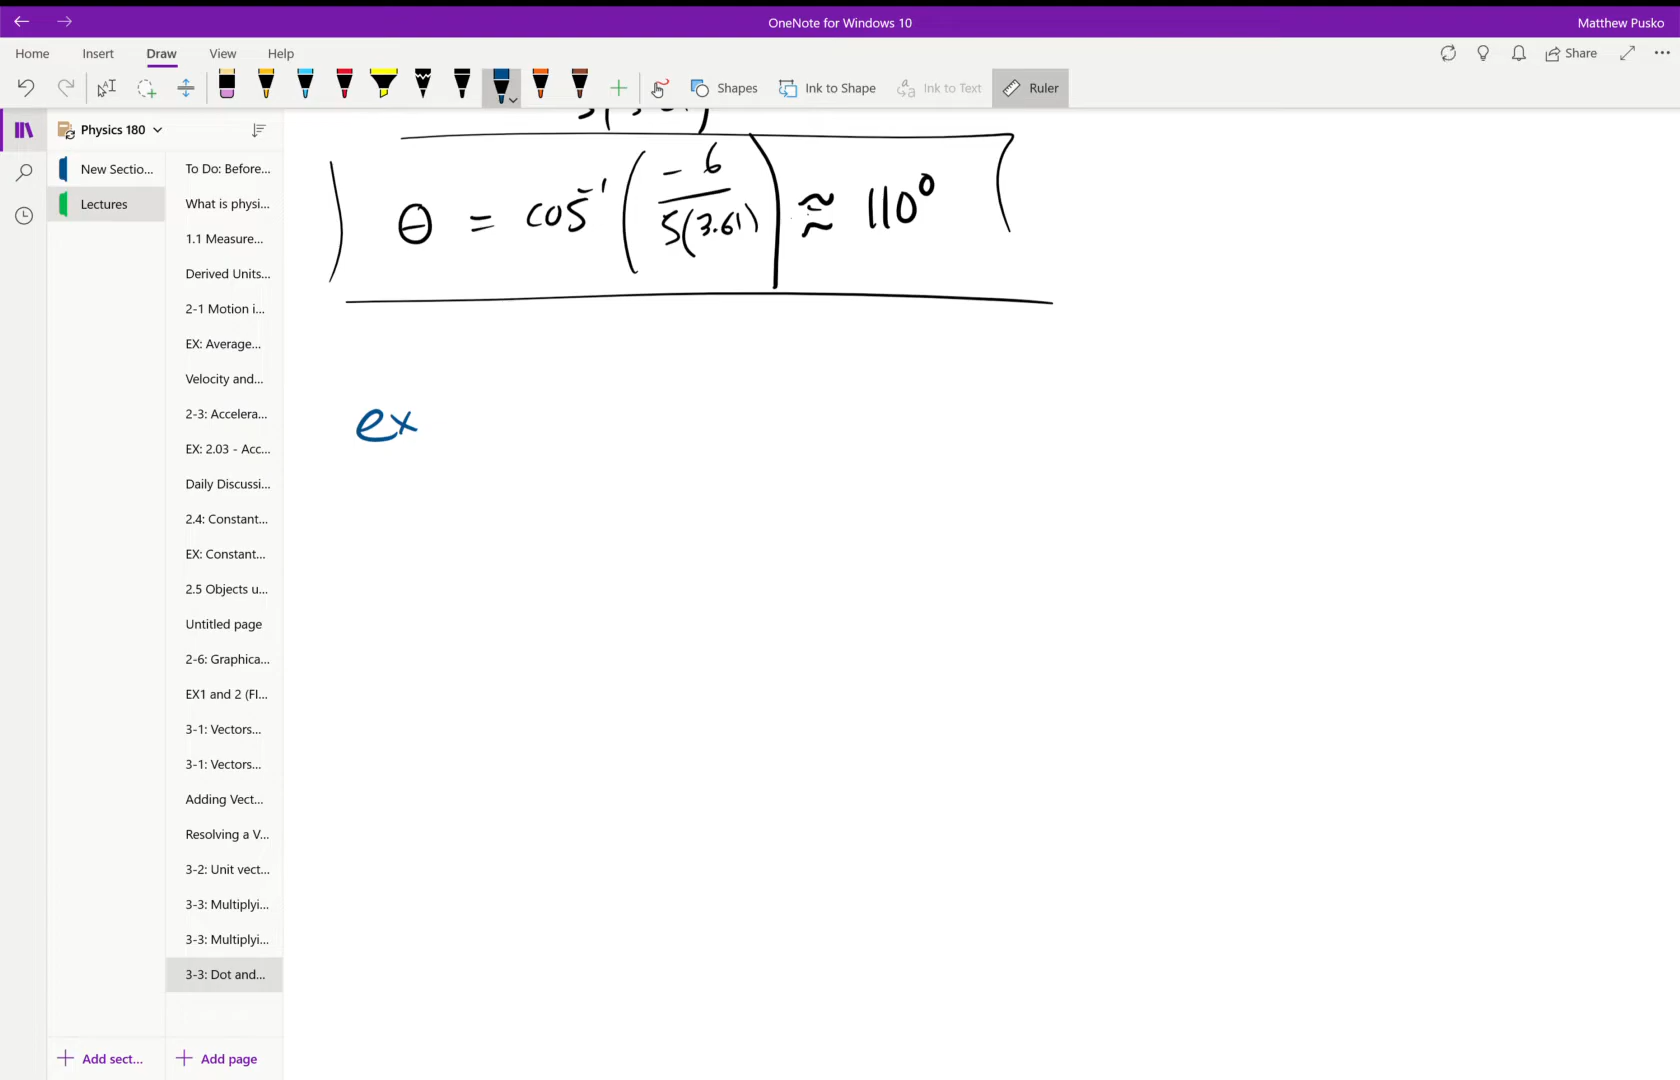 OneNote for Windows 10
Matthew Pusko
Home Insert Draw View Help
Share
Shapes Ink to Shape Ink to Text Ruler
Physics 180
New Sectio...
Lectures
To Do: Before...
What is physi...
1.1 Measure...
Derived Units...
2-1 Motion i...
EX: Average...
Velocity and...
2-3: Accelera...
EX: 2.03 - Acc...
Daily Discussi...
2.4: Constant...
EX: Constant...
2.5 Objects u...
Untitled page
2-6: Graphica...
EX1 and 2 (FI...
3-1: Vectors...
3-1: Vectors...
Adding Vect...
Resolving a V...
3-2: Unit vect...
3-3: Multiplyi...
3-3: Multiplyi...
3-3: Dot and...
Add sect...
Add page
θ = cos⁻¹ ( -6 / 5(3.61) ) ≈ 110°
ex